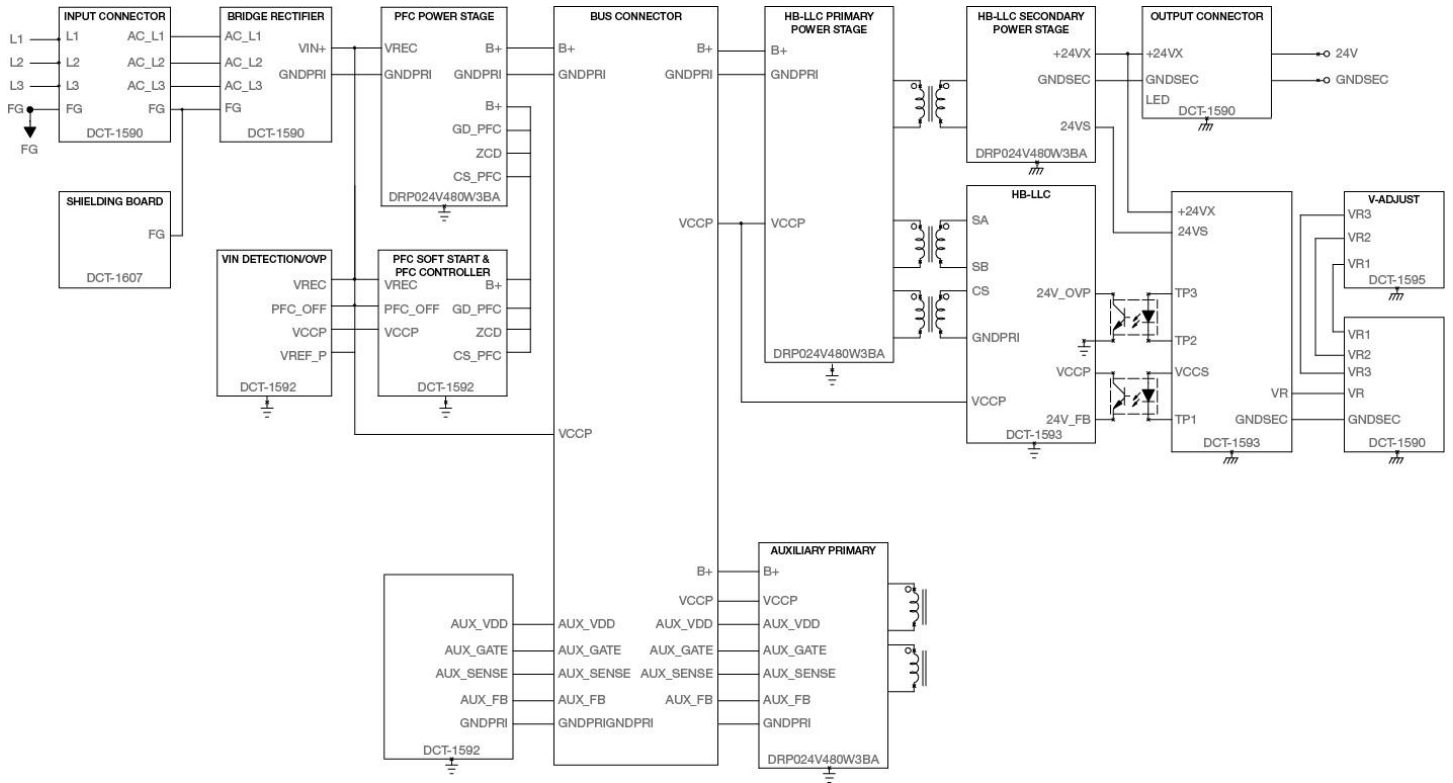 INPUT CONNECTOR
L1
L1
AC_L1
L2
L2
AC_L2
L3
L3
AC_L3
FG
FG
FG
DCT-1590
FG
BRIDGE RECTIFIER
AC_L1
VIN+
AC_L2
GNDPRI
AC_L3
FG
DCT-1590
SHIELDING BOARD
FG
DCT-1607
PFC POWER STAGE
VREC
B+
GNDPRI
GNDPRI
B+
GD_PFC
ZCD
CS_PFC
DRP024V480W3BA
VIN DETECTION/OVP
VREC
PFC_OFF
VCCP
VREF_P
DCT-1592
PFC SOFT START &
PFC CONTROLLER
VREC
B+
PFC_OFF
GD_PFC
VCCP
ZCD
CS_PFC
DCT-1592
BUS CONNECTOR
B+
B+
GNDPRI
GNDPRI
VCCP
VCCP
B+
VCCP
AUX_VDD
AUX_VDD
AUX_GATE
AUX_GATE
AUX_SENSE
AUX_SENSE
AUX_FB
AUX_FB
GNDPRIGNDPRI
AUX_VDD
AUX_GATE
AUX_SENSE
AUX_FB
GNDPRI
DCT-1592
HB-LLC PRIMARY
POWER STAGE
B+
GNDPRI
VCCP
DRP024V480W3BA
HB-LLC SECONDARY
POWER STAGE
+24VX
GNDSEC
24VS
DRP024V480W3BA
OUTPUT CONNECTOR
+24VX
24V
GNDSEC
GNDSEC
LED
DCT-1590
HB-LLC
SA
SB
CS
24V_OVP
GNDPRI
VCCP
VCCP
24V_FB
DCT-1593
+24VX
24VS
TP3
TP2
VCCS
VR
TP1
GNDSEC
DCT-1593
V-ADJUST
VR3
VR2
VR1
DCT-1595
VR1
VR2
VR3
VR
GNDSEC
DCT-1590
AUXILIARY PRIMARY
B+
VCCP
AUX_VDD
AUX_GATE
AUX_SENSE
AUX_FB
GNDPRI
DRP024V480W3BA